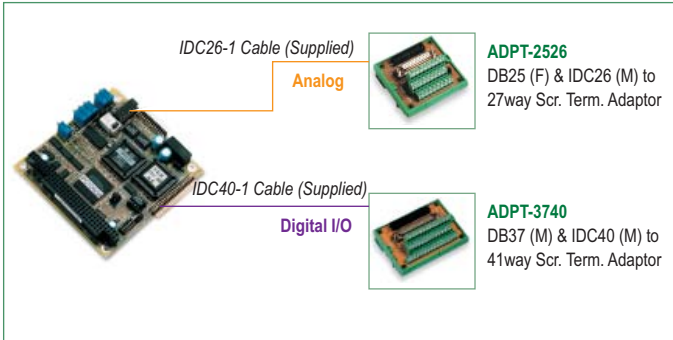 IDC26-1 Cable (Supplied)
Analog
ADPT-2526
DB25 (F) & IDC26 (M) to
27way Scr. Term. Adaptor
IDC40-1 Cable (Supplied)
Digital I/O
ADPT-3740
DB37 (M) & IDC40 (M) to
41way Scr. Term. Adaptor